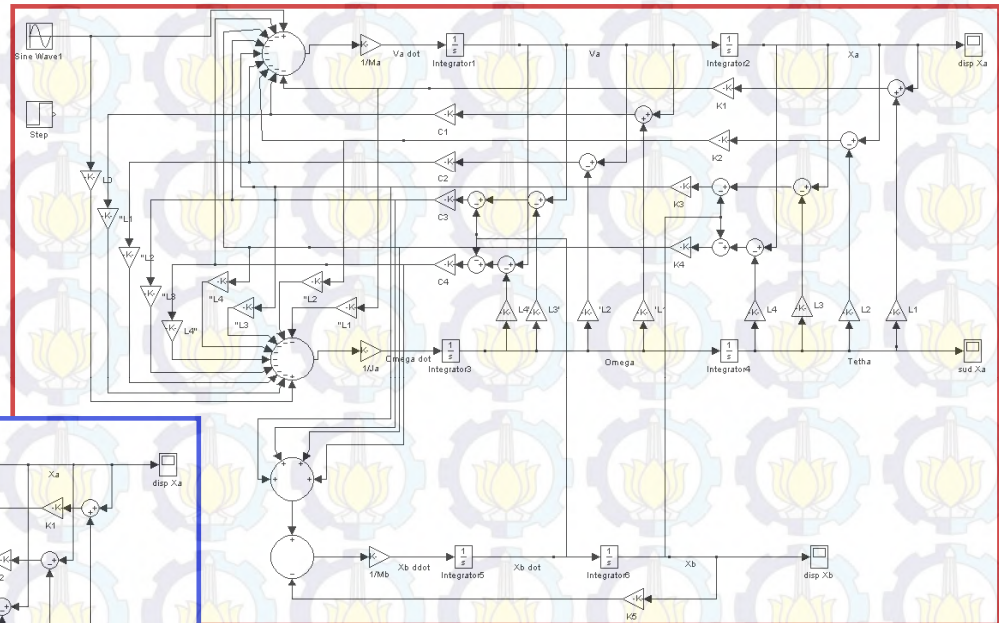 Sine Wave1
Step
1/Ma
Va dot
1
s
Integrator1
Va
1
s
Integrator2
Xa
disp Xa
-K-
K1
-K-
C1
-K-
K2
-K-
C2
-K-
K3
-K-
C3
-K-
K4
-K-
C4
-K-
L0
-K-
"L1
-K-
"L2
-K-
"L3
-K-
L4"
-K-
"L4
-K-
"L3
-K-
"L2
-K-
"L1
-K-
L4'
-K-
L3'
-K-
'L2
-K-
'L1
-K-
L4
-K-
L3
-K-
L2
-K-
L1
1/Ja
Omega dot
1
s
Integrator3
Omega
1
s
Integrator4
Tetha
sud Xa
-K-
1/Mb
Xb ddot
1
s
Integrator5
Xb dot
1
s
Integrator6
Xb
disp Xb
-K-
K5
Xa
disp Xa
-K-
K1